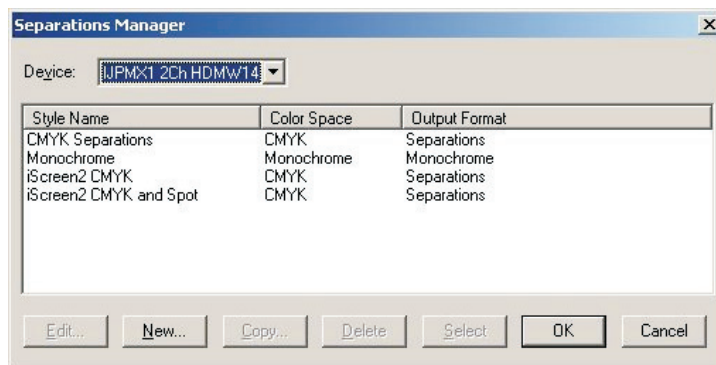 Separations Manager
Device: IJPMX1 2Ch HDMW14
Style Name Color Space Output Format
CMYK Separations CMYK Separations
Monochrome Monochrome Monochrome
iScreen2 CMYK CMYK Separations
iScreen2 CMYK and Spot CMYK Separations
Edit... New... Copy... Delete Select OK Cancel